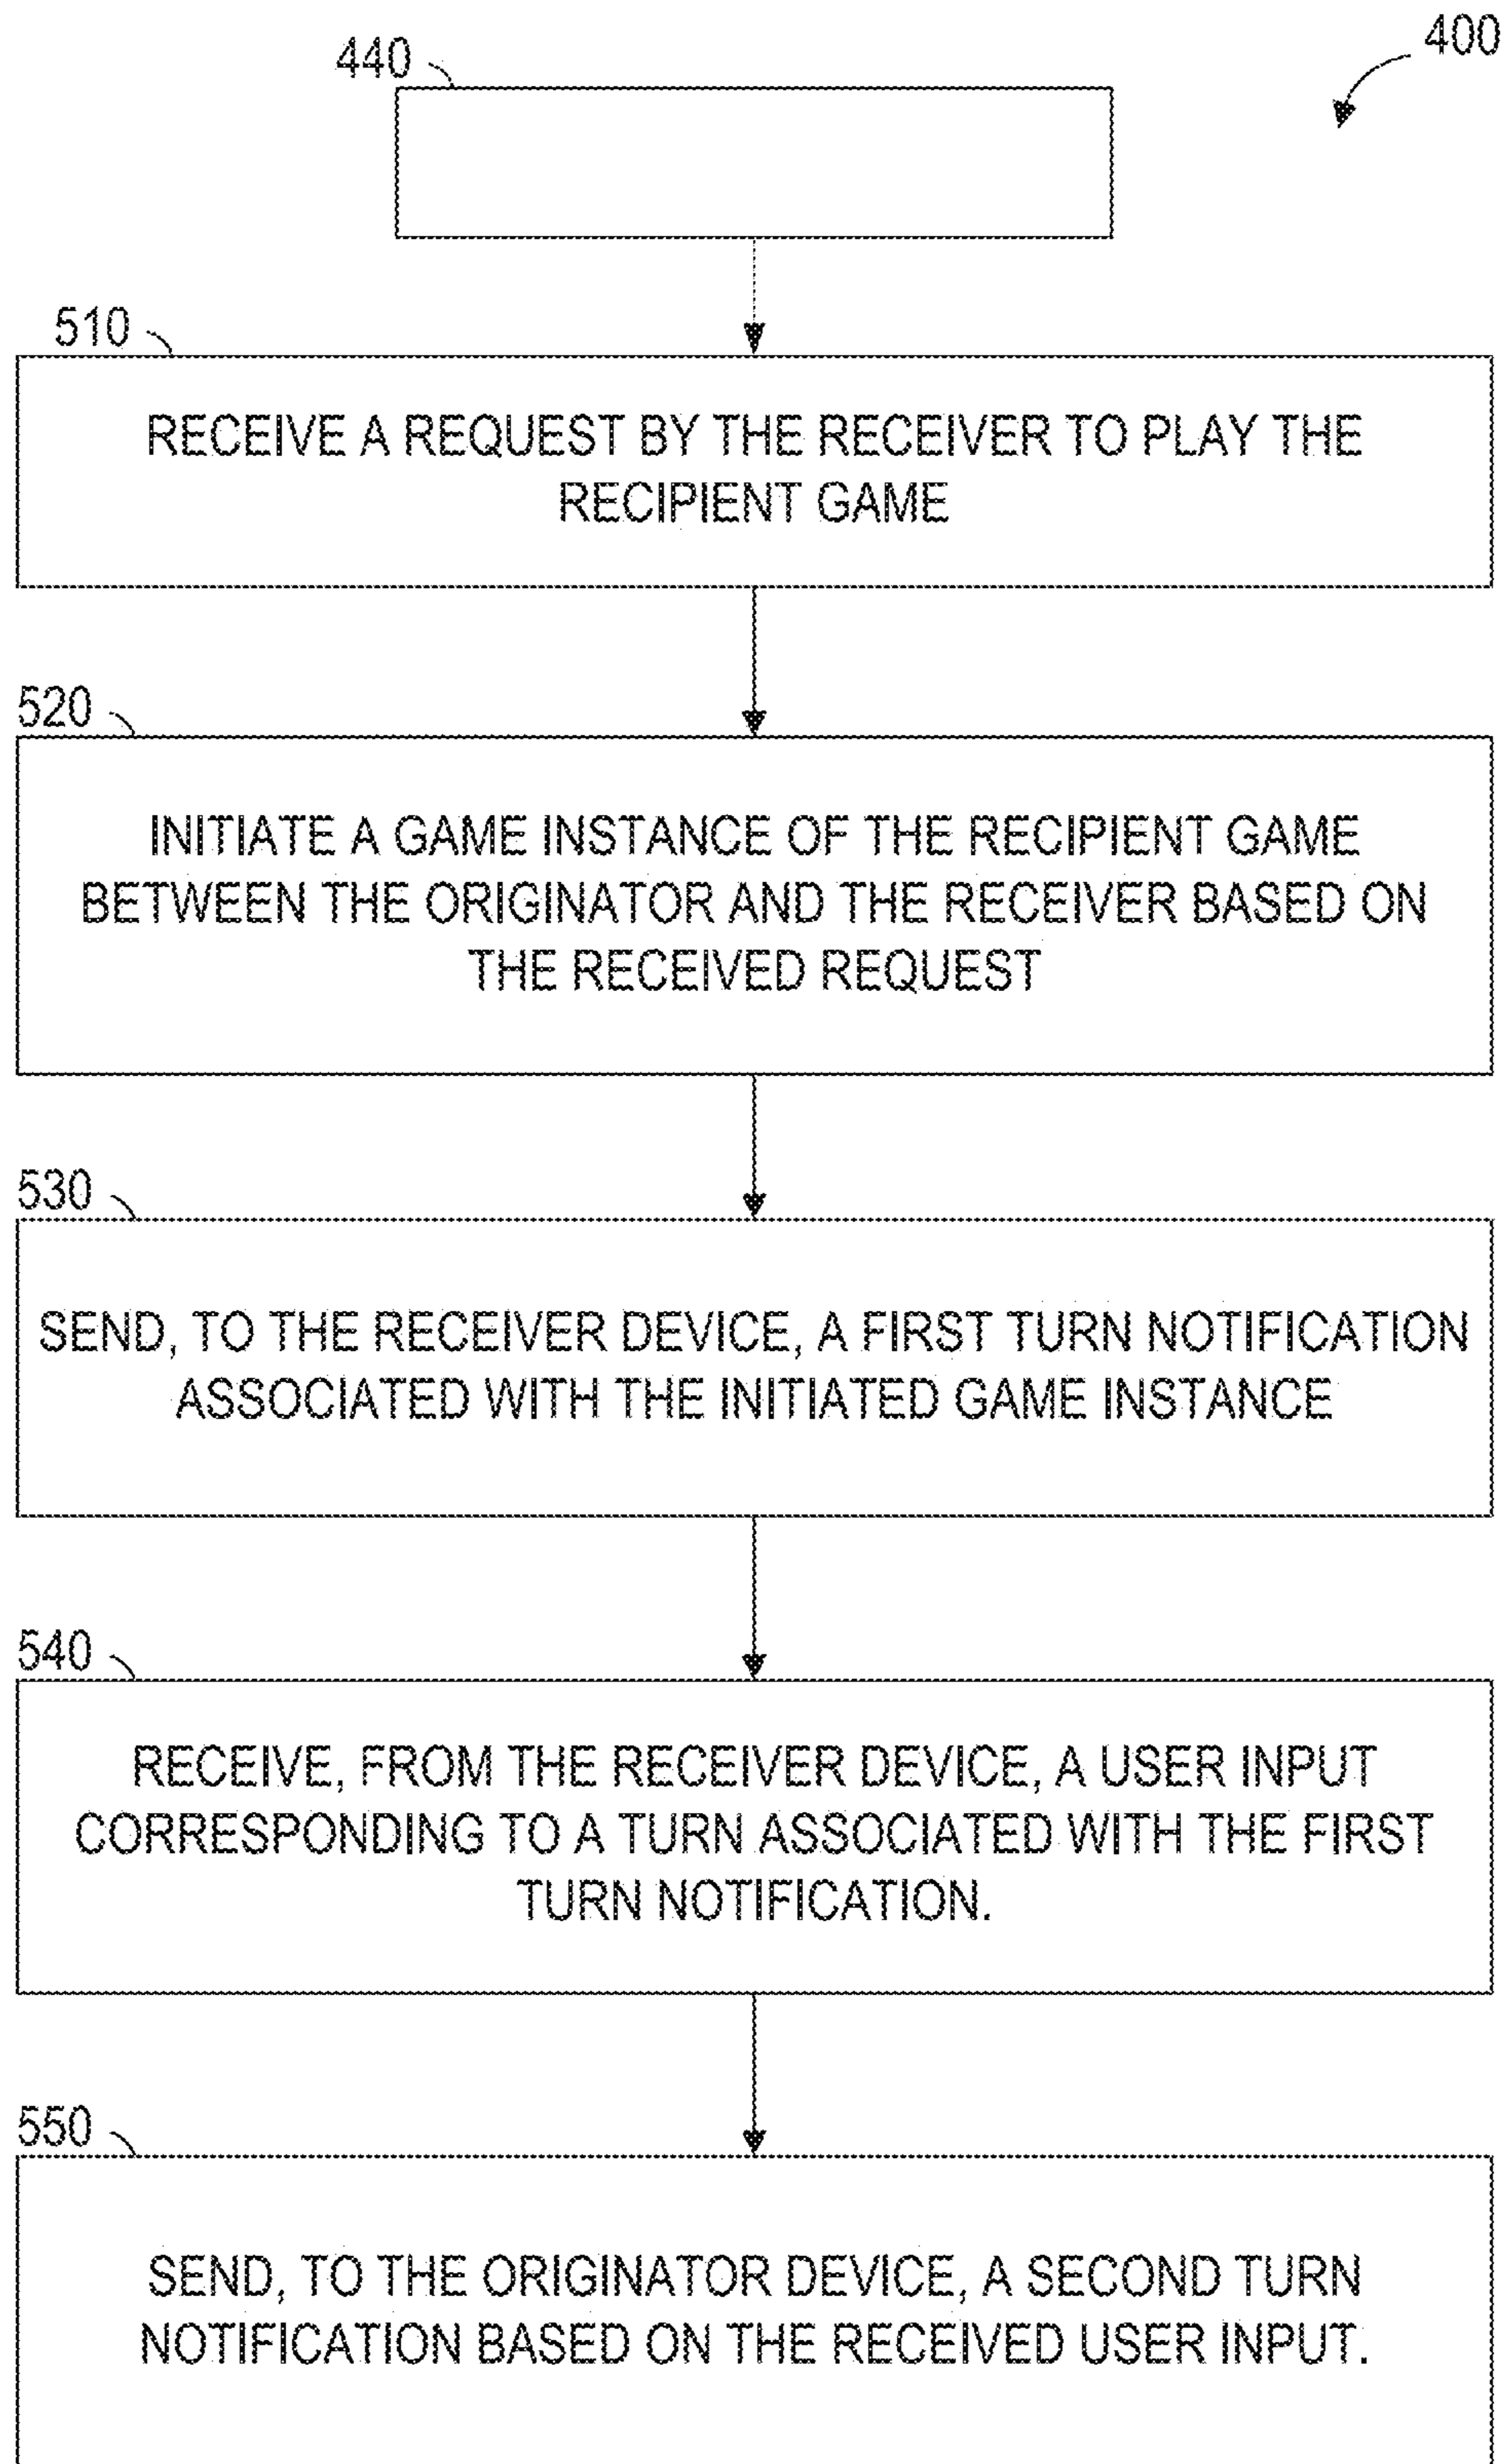 400
440
510
RECEIVE A REQUEST BY THE RECEIVER TO PLAY THE
RECIPIENT GAME
520
INITIATE A GAME INSTANCE OF THE RECIPIENT GAME
BETWEEN THE ORIGINATOR AND THE RECEIVER BASED ON
THE RECEIVED REQUEST
530
SEND, TO THE RECEIVER DEVICE, A FIRST TURN NOTIFICATION
ASSOCIATED WITH THE INITIATED GAME INSTANCE
540
RECEIVE, FROM THE RECEIVER DEVICE, A USER INPUT
CORRESPONDING TO A TURN ASSOCIATED WITH THE FIRST
TURN NOTIFICATION.
550
SEND, TO THE ORIGINATOR DEVICE, A SECOND TURN
NOTIFICATION BASED ON THE RECEIVED USER INPUT.